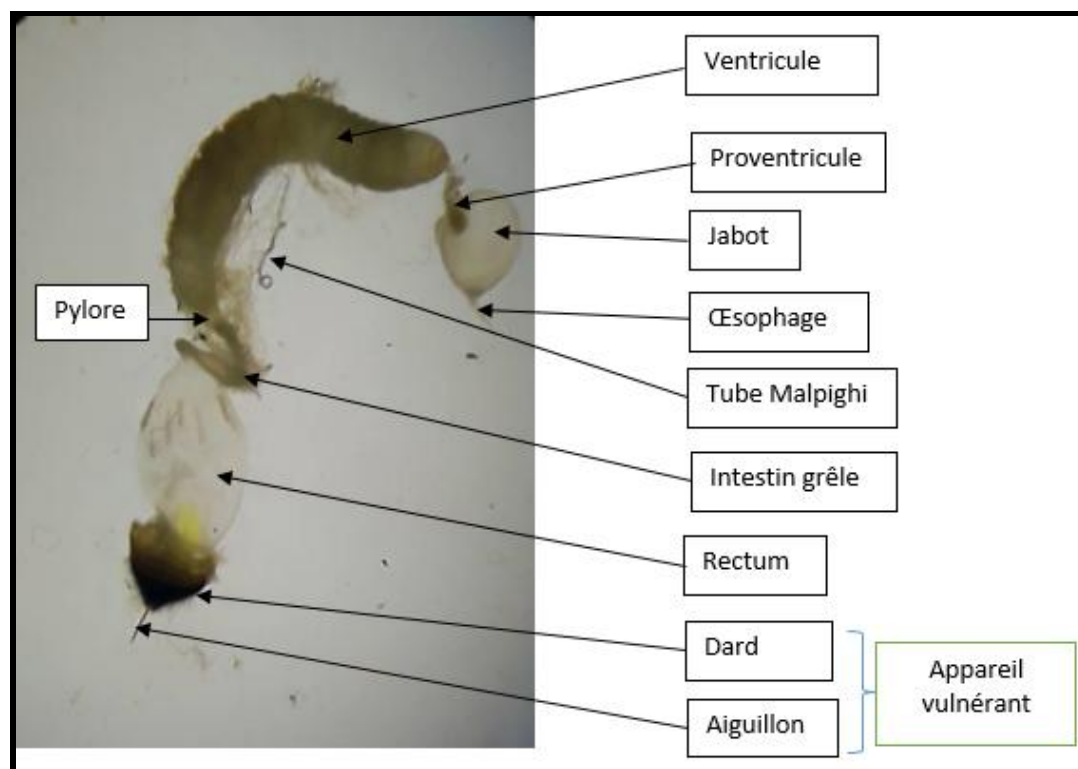 Ventricule
Proventricule
Jabot
Pylore
Œsophage
Tube Malpighi
Intestin grêle
Rectum
Dard
Appareil
vulnérant
Aiguillon